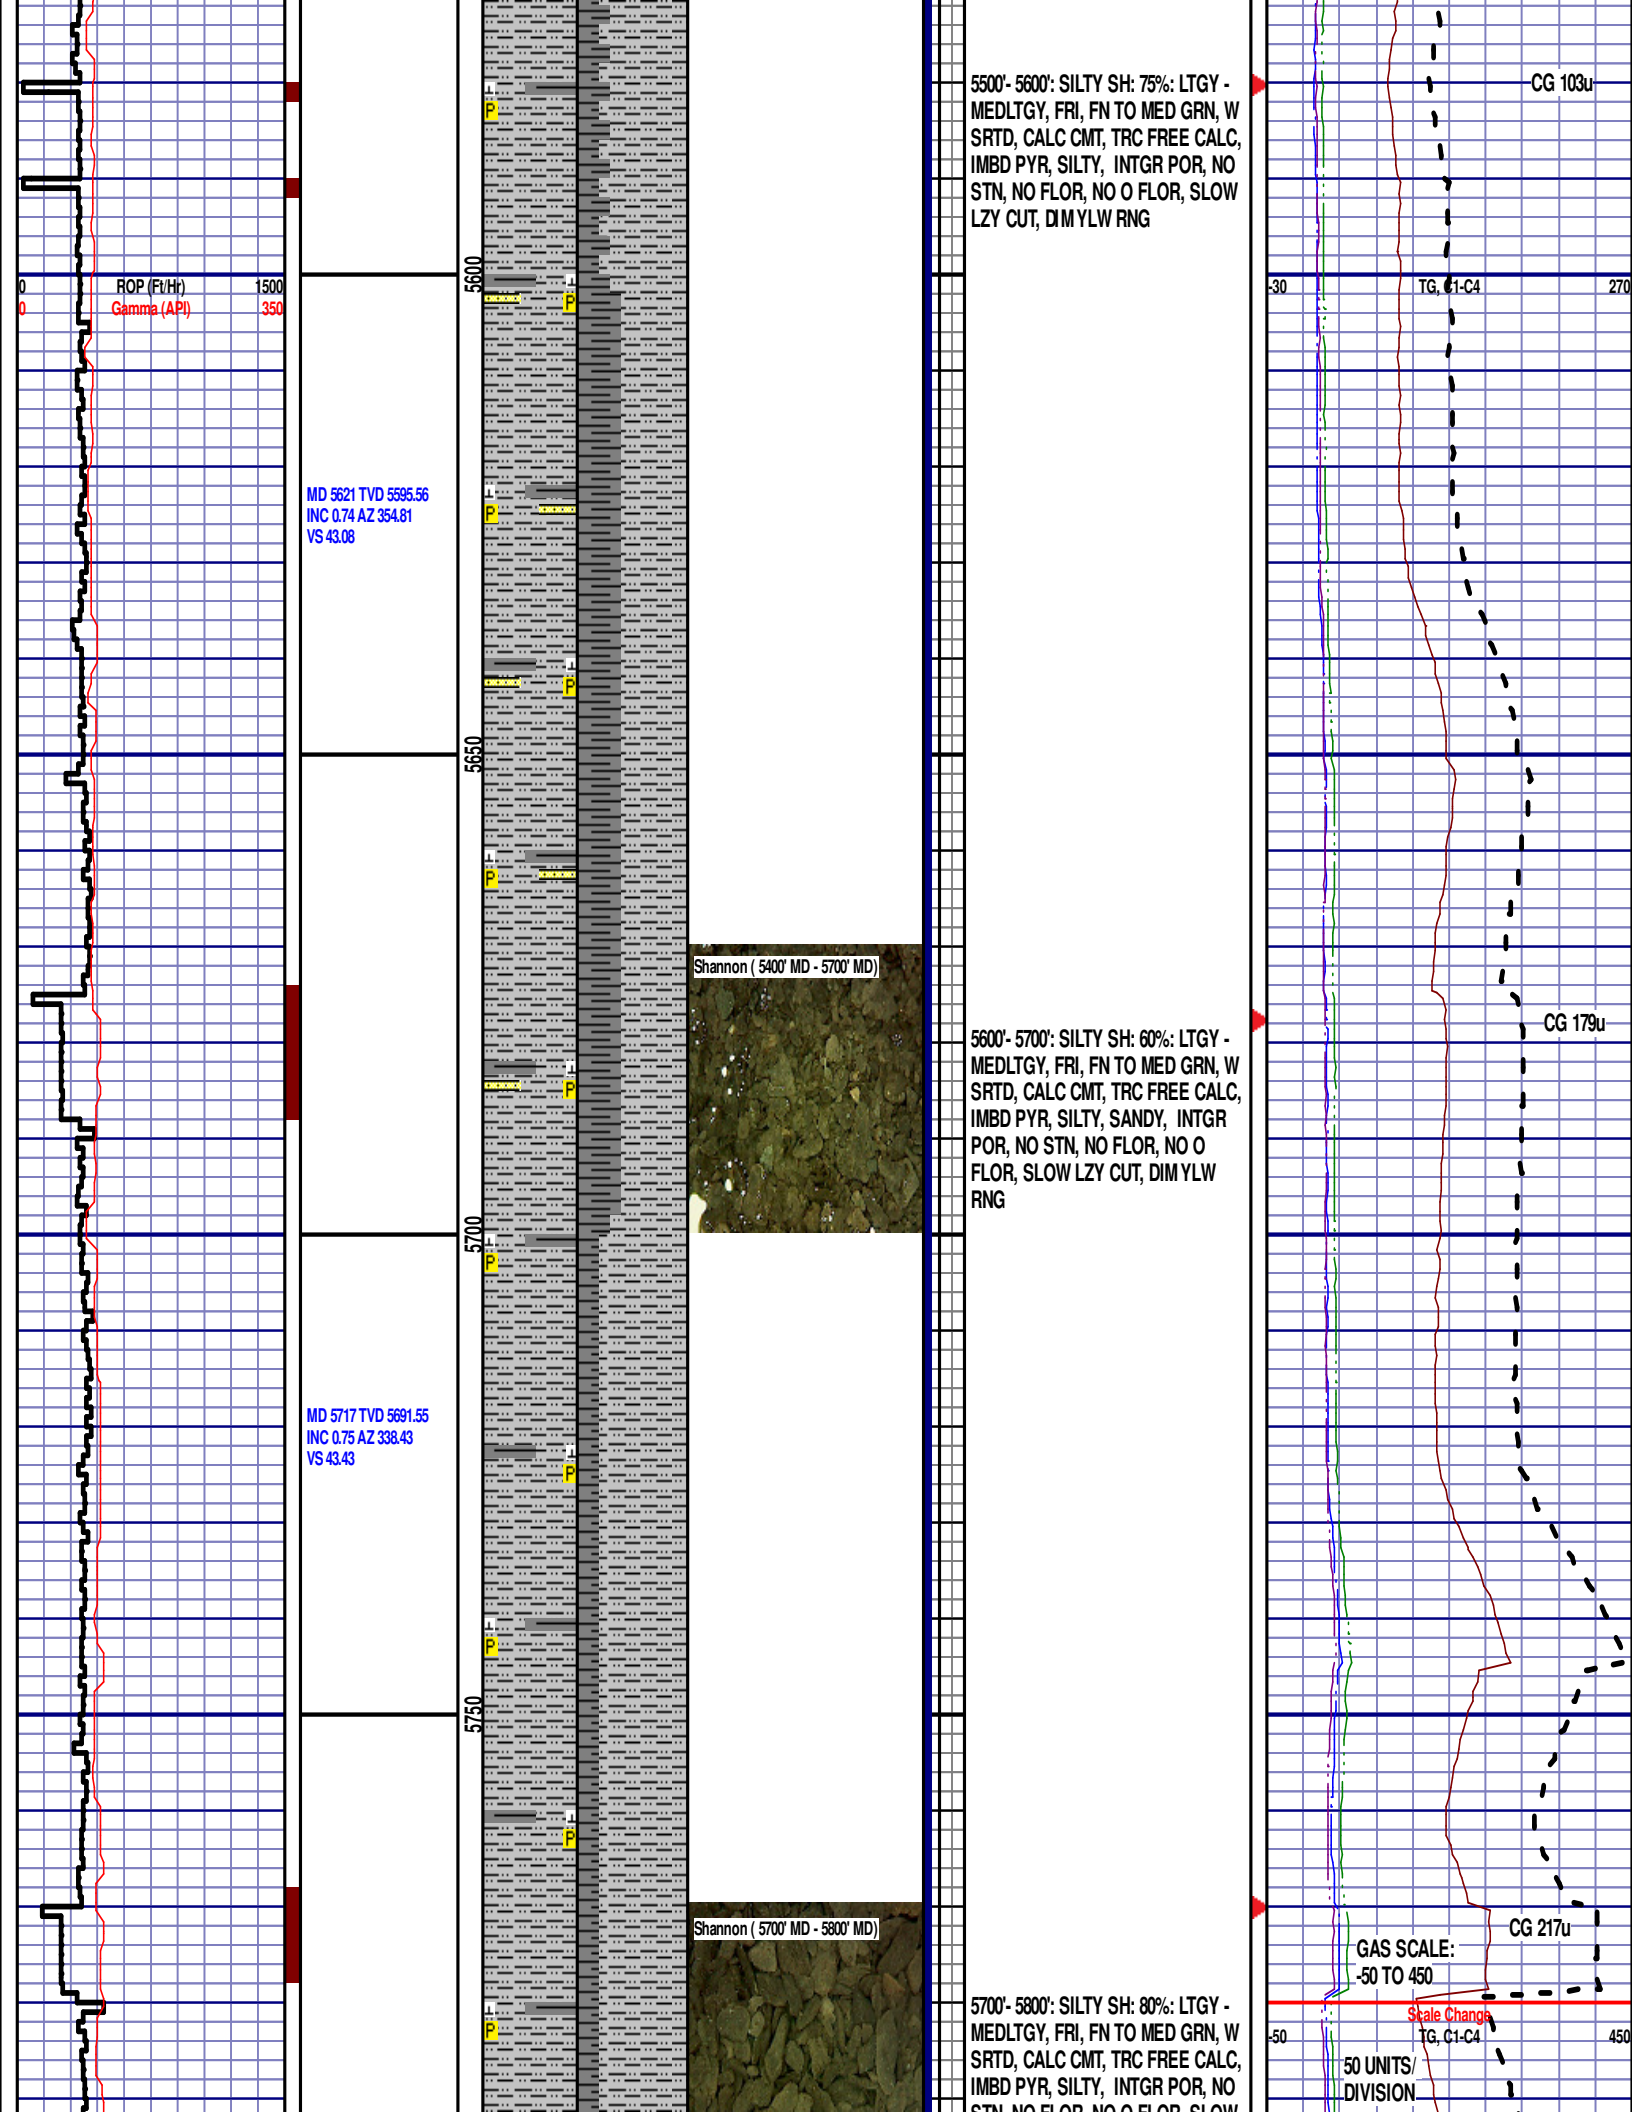 5500'- 5600': SILTY SH: 75%: LTGY -
MEDLTGY, FRI, FN TO MED GRN, W
SRTD, CALC CMT, TRC FREE CALC,
IMBD PYR, SILTY, INTGR POR, NO
STN, NO FLOR, NO O FLOR, SLOW
LZY CUT, DIM YLW RNG
CG 103u
P
5600
0 ROP (Ft/Hr) 1500
0 Gamma (API) 350
P
-30 TG, C1-C4 270
MD 5621 TVD 5595.56
INC 0.74 AZ 354.81
VS 43.08
P
P
5650
P
Shannon ( 5400' MD - 5700' MD)
CG 179u
5600'- 5700': SILTY SH: 60%: LTGY -
MEDLTGY, FRI, FN TO MED GRN, W
SRTD, CALC CMT, TRC FREE CALC,
IMBD PYR, SILTY, SANDY, INTGR
POR, NO STN, NO FLOR, NO O
FLOR, SLOW LZY CUT, DIM YLW
RNG
P
5700
P
MD 5717 TVD 5691.55
INC 0.75 AZ 338.43
VS 43.43
P
P
5750
P
Shannon ( 5700' MD - 5800' MD)
CG 217u
GAS SCALE:
-50 TO 450
5700'- 5800': SILTY SH: 80%: LTGY -
MEDLTGY, FRI, FN TO MED GRN, W
SRTD, CALC CMT, TRC FREE CALC,
IMBD PYR, SILTY, INTGR POR, NO
STN, NO FLOR, NO O FLOR, SLOW
P
Scale Change
-50 TG, C1-C4 450
50 UNITS/
DIVISION